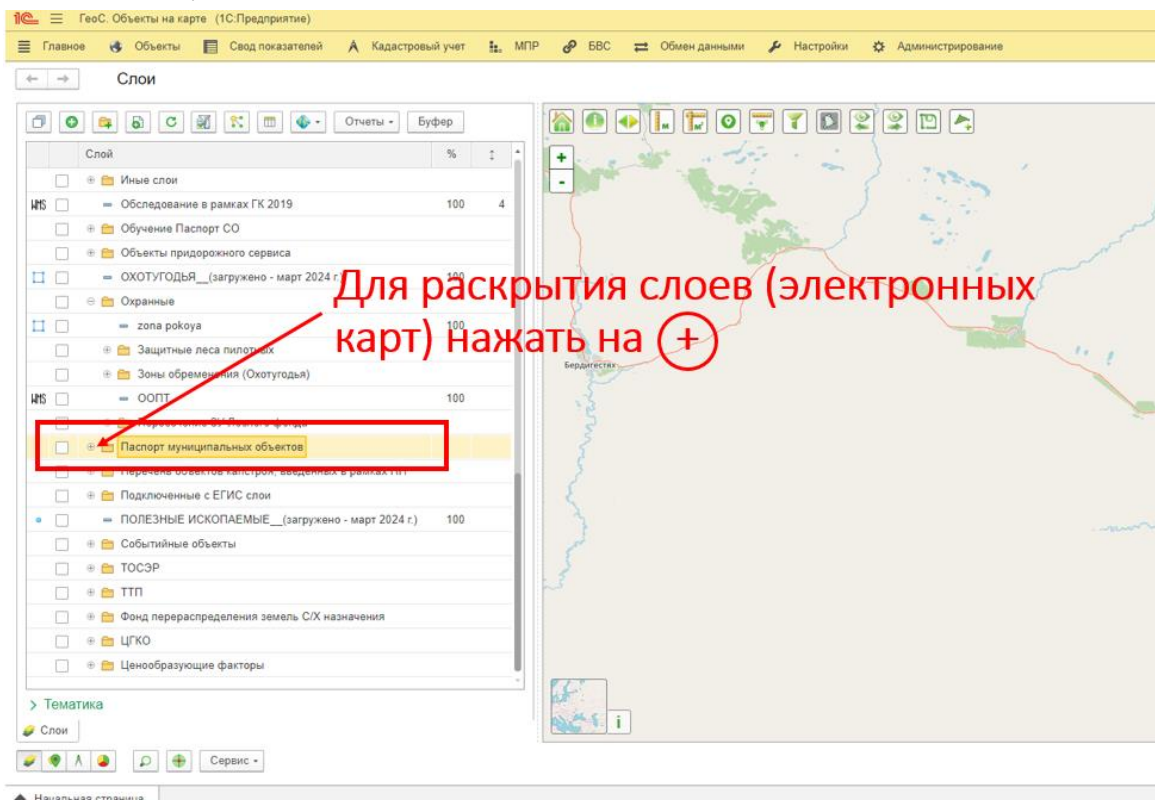 ГеоС. Объекты на карте (1С:Предприятие)
Главное Объекты Свод показателей Кадастровый учет МПР БВС Обмен данными Настройки Администрирование
Слои
Отчеты Буфер
Слой %
Иные слои
WMS Обследование в рамках ГК 2019 100 4
Обучение Паспорт СО
Объекты придорожного сервиса
ОХОТУГОДЬЯ__(загружено - март 2024 г.) 100
Охранные
Для раскрытия слоев (электронных
карт) нажать на +
zona pokoya 100
Защитные леса пилотных
Зоны обременения (Охотугодья)
WMS ООПТ 100
Паспорт муниципальных объектов
Подключенные с ЕГИС слои
ПОЛЕЗНЫЕ ИСКОПАЕМЫЕ__(загружено - март 2024 г.) 100
Событийные объекты
ТОСЭР
ТТП
Фонд перераспределения земель С/Х назначения
ЦГКО
Ценообразующие факторы
Тематика
Слои
Сервис
Начальная страница
+
-
Бердигестях
i